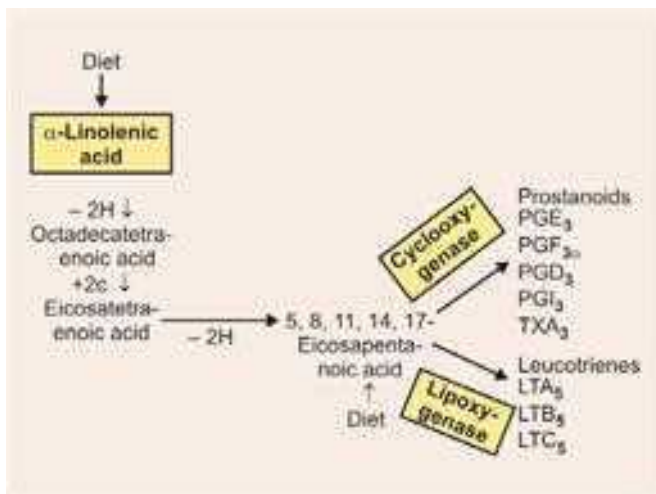 Diet
α-Linolenic
acid
– 2H ↓
Octadecatetra-
enoic acid
+2c ↓
Eicosatetra-
enoic acid
– 2H
5, 8, 11, 14, 17-
Eicosapenta-
noic acid
↑
Diet
Cyclooxy-
genase
Prostanoids
PGE₃
PGF₃α
PGD₃
PGI₃
TXA₃
Lipoxy-
genase
Leucotrienes
LTA₅
LTB₅
LTC₅